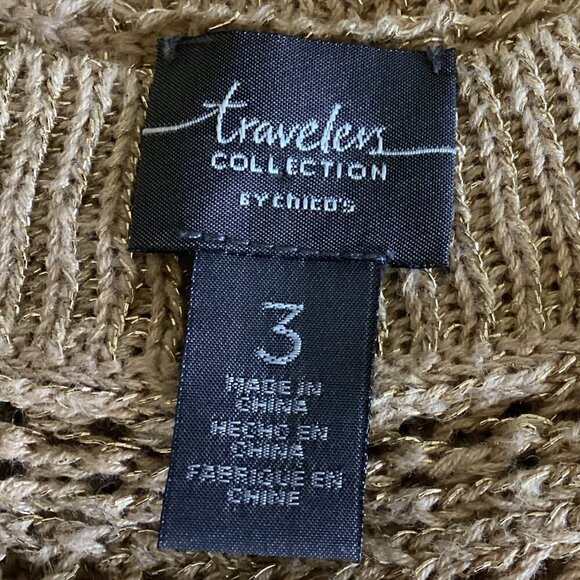 travelers
COLLECTION
BY CHICO'S
3
MADE IN
CHINA
HECHO EN
CHINA
FABRIQUE EN
CHINE